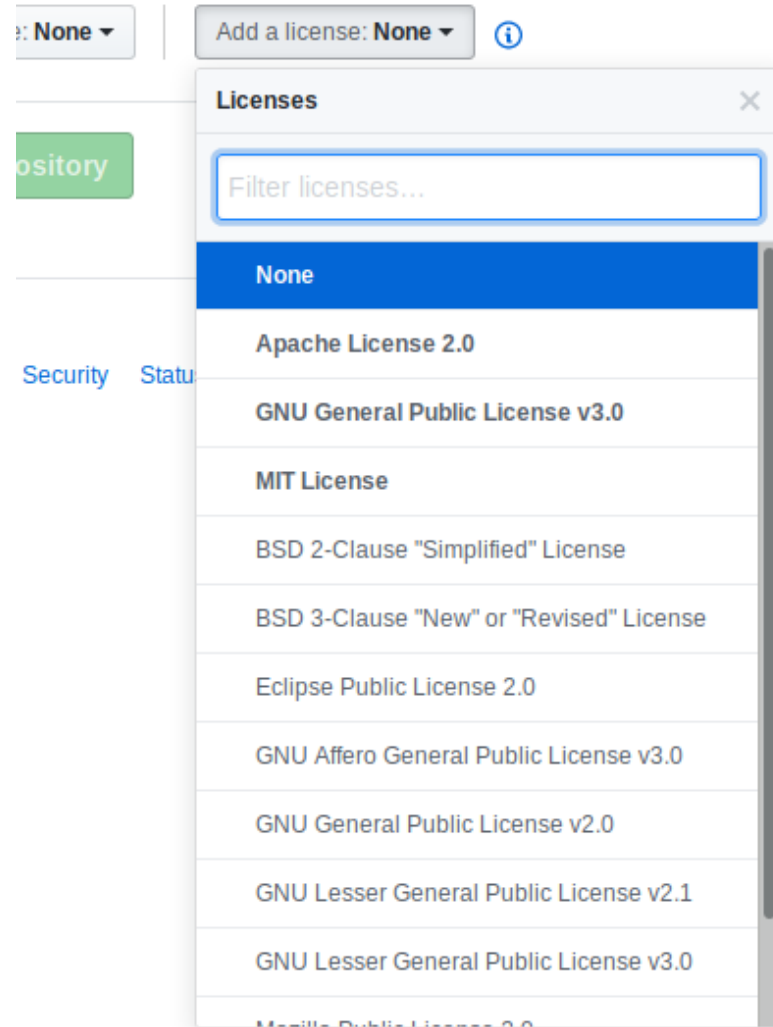 : None Add a license: None
Licenses
ository
Filter licenses...
None
Apache License 2.0
Security Statu
GNU General Public License v3.0
MIT License
BSD 2-Clause "Simplified" License
BSD 3-Clause "New" or "Revised" License
Eclipse Public License 2.0
GNU Affero General Public License v3.0
GNU General Public License v2.0
GNU Lesser General Public License v2.1
GNU Lesser General Public License v3.0